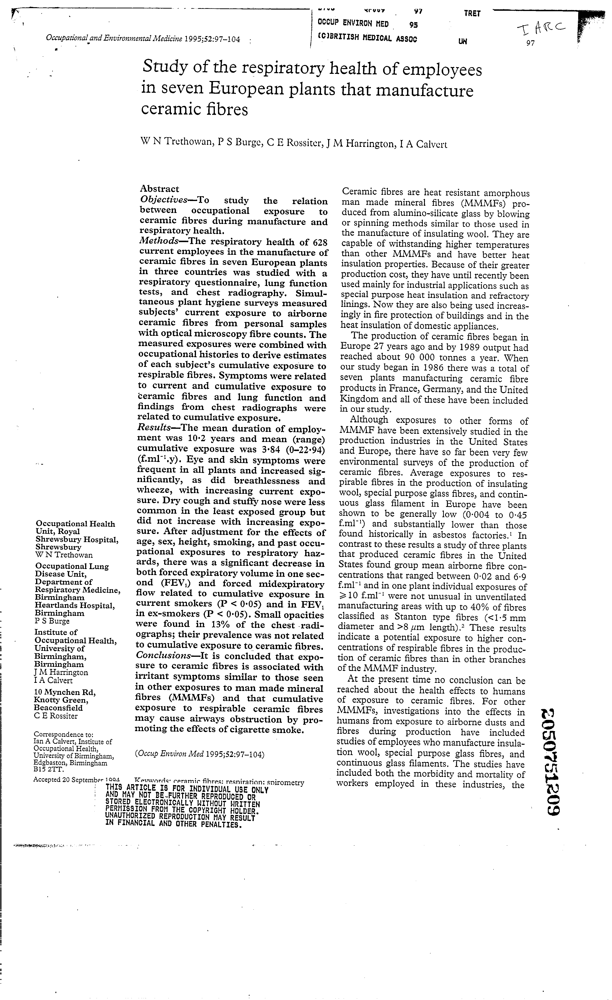 OCCUP ENVIRON MED 95
(C)BRITISH MEDICAL ASSOC
97
TRET
UN
IARC
97
Occupational and Environmental Medicine 1995;52:97–104
Study of the respiratory health of employees
in seven European plants that manufacture
ceramic fibres
W N Trethowan, P S Burge, C E Rossiter, J M Harrington, I A Calvert
Occupational Health
Unit, Royal
Shrewsbury Hospital,
Shrewsbury
W N Trethowan
Occupational Lung
Disease Unit,
Department of
Respiratory Medicine,
Birmingham
Heartlands Hospital,
Birmingham
P S Burge
Institute of
Occupational Health,
University of
Birmingham,
Birmingham
J M Harrington
I A Calvert
10 Mynchen Rd,
Knotty Green,
Beaconsfield
C E Rossiter
Correspondence to:
Ian A Calvert, Institute of
Occupational Health,
University of Birmingham,
Edgbaston, Birmingham
B15 2TT.
Accepted 20 September 1994
Abstract
Objectives—To study the relation
between occupational exposure to
ceramic fibres during manufacture and
respiratory health.
Methods—The respiratory health of 628
current employees in the manufacture of
ceramic fibres in seven European plants
in three countries was studied with a
respiratory questionnaire, lung function
tests, and chest radiography. Simul-
taneous plant hygiene surveys measured
subjects' current exposure to airborne
ceramic fibres from personal samples
with optical microscopy fibre counts. The
measured exposures were combined with
occupational histories to derive estimates
of each subject's cumulative exposure to
respirable fibres. Symptoms were related
to current and cumulative exposure to
ceramic fibres and lung function and
findings from chest radiographs were
related to cumulative exposure.
Results—The mean duration of employ-
ment was 10·2 years and mean (range)
cumulative exposure was 3·84 (0–22·94)
(f.ml⁻¹.y). Eye and skin symptoms were
frequent in all plants and increased sig-
nificantly, as did breathlessness and
wheeze, with increasing current expo-
sure. Dry cough and stuffy nose were less
common in the least exposed group but
did not increase with increasing expo-
sure. After adjustment for the effects of
age, sex, height, smoking, and past occu-
pational exposures to respiratory haz-
ards, there was a significant decrease in
both forced expiratory volume in one sec-
ond (FEV₁) and forced midexpiratory
flow related to cumulative exposure in
current smokers (P < 0·05) and in FEV₁
in ex-smokers (P < 0·05). Small opacities
were found in 13% of the chest radi-
ographs; their prevalence was not related
to cumulative exposure to ceramic fibres.
Conclusions—It is concluded that expo-
sure to ceramic fibres is associated with
irritant symptoms similar to those seen
in other exposures to man made mineral
fibres (MMMFs) and that cumulative
exposure to respirable ceramic fibres
may cause airways obstruction by pro-
moting the effects of cigarette smoke.
(Occup Environ Med 1995;52:97–104)
Keywords: ceramic fibres; respiration; spirometry
THIS ARTICLE IS FOR INDIVIDUAL USE ONLY
AND MAY NOT BE FURTHER REPRODUCED OR
STORED ELECTRONICALLY WITHOUT WRITTEN
PERMISSION FROM THE COPYRIGHT HOLDER.
UNAUTHORIZED REPRODUCTION MAY RESULT
IN FINANCIAL AND OTHER PENALTIES.
Ceramic fibres are heat resistant amorphous
man made mineral fibres (MMMFs) pro-
duced from alumino-silicate glass by blowing
or spinning methods similar to those used in
the manufacture of insulating wool. They are
capable of withstanding higher temperatures
than other MMMFs and have better heat
insulation properties. Because of their greater
production cost, they have until recently been
used mainly for industrial applications such as
special purpose heat insulation and refractory
linings. Now they are also being used increas-
ingly in fire protection of buildings and in the
heat insulation of domestic appliances.
The production of ceramic fibres began in
Europe 27 years ago and by 1989 output had
reached about 90 000 tonnes a year. When
our study began in 1986 there was a total of
seven plants manufacturing ceramic fibre
products in France, Germany, and the United
Kingdom and all of these have been included
in our study.
Although exposures to other forms of
MMMF have been extensively studied in the
production industries in the United States
and Europe, there have so far been very few
environmental surveys of the production of
ceramic fibres. Average exposures to res-
pirable fibres in the production of insulating
wool, special purpose glass fibres, and contin-
uous glass filament in Europe have been
shown to be generally low (0·004 to 0·45
f.ml⁻¹) and substantially lower than those
found historically in asbestos factories.¹ In
contrast to these results a study of three plants
that produced ceramic fibres in the United
States found group mean airborne fibre con-
centrations that ranged between 0·02 and 6·9
f.ml⁻¹ and in one plant individual exposures of
⩾10 f.ml⁻¹ were not unusual in unventilated
manufacturing areas with up to 40% of fibres
classified as Stanton type fibres (<1·5 mm
diameter and >8 μm length).² These results
indicate a potential exposure to higher con-
centrations of respirable fibres in the produc-
tion of ceramic fibres than in other branches
of the MMMF industry.
At the present time no conclusion can be
reached about the health effects to humans
of exposure to ceramic fibres. For other
MMMFs, investigations into the effects in
humans from exposure to airborne dusts and
fibres during production have included
studies of employees who manufacture insula-
tion wool, special purpose glass fibres, and
continuous glass filaments. The studies have
included both the morbidity and mortality of
workers employed in these industries, the
2050751209